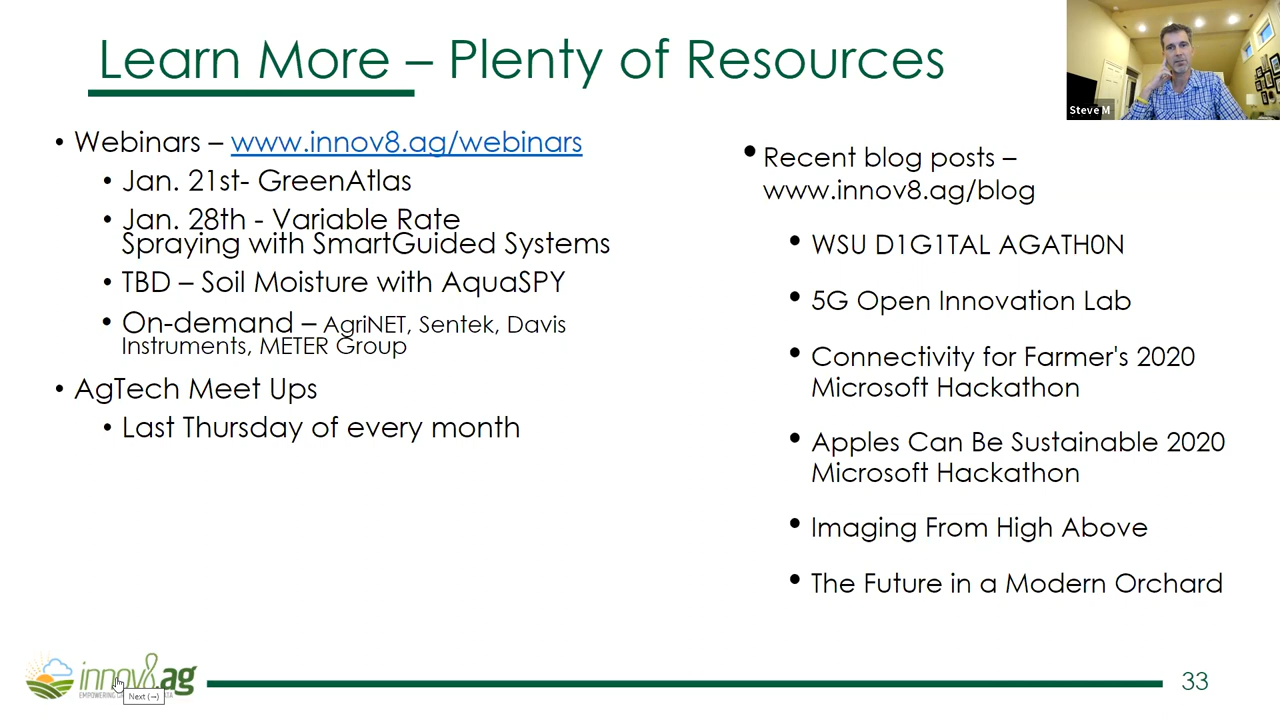 Learn More – Plenty of Resources
Steve M
• Webinars – www.innov8.ag/webinars
• Jan. 21st- GreenAtlas
• Jan. 28th - Variable Rate
Spraying with SmartGuided Systems
• TBD – Soil Moisture with AquaSPY
• On-demand – AgriNET, Sentek, Davis
Instruments, METER Group
• AgTech Meet Ups
• Last Thursday of every month
• Recent blog posts –
www.innov8.ag/blog
• WSU D1G1TAL AGATH0N
• 5G Open Innovation Lab
• Connectivity for Farmer's 2020
Microsoft Hackathon
• Apples Can Be Sustainable 2020
Microsoft Hackathon
• Imaging From High Above
• The Future in a Modern Orchard
innov8.ag
Next (→)
33